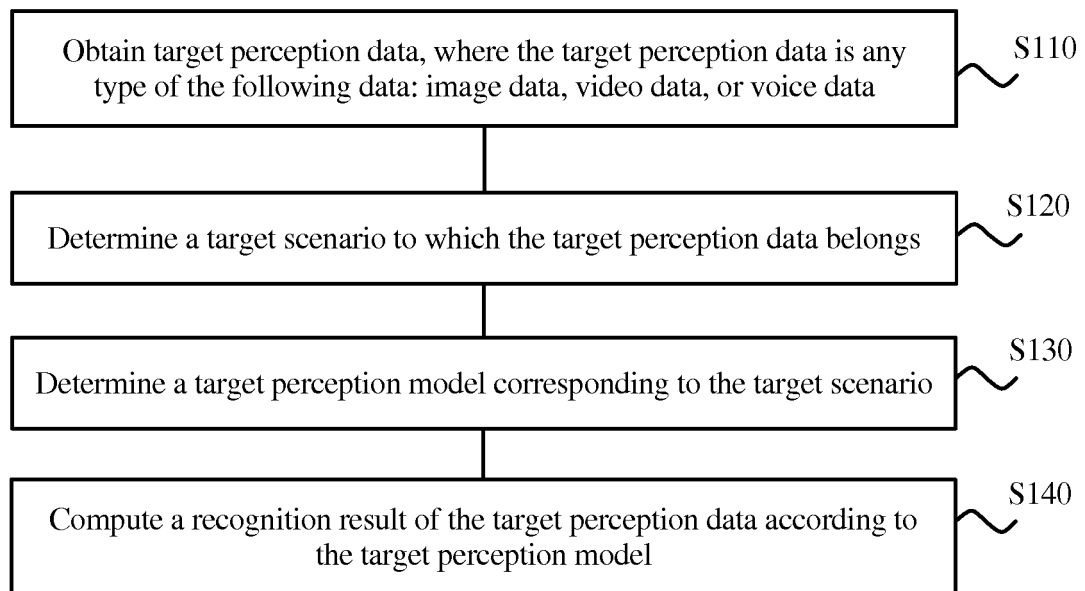 Obtain target perception data, where the target perception data is any
type of the following data: image data, video data, or voice data
S110
Determine a target scenario to which the target perception data belongs
S120
Determine a target perception model corresponding to the target scenario
S130
Compute a recognition result of the target perception data according to
the target perception model
S140